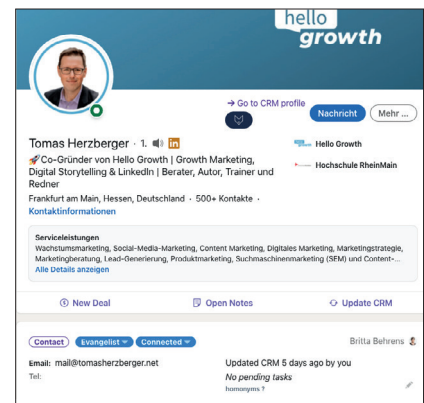 hello
growth
→ Go to CRM profile
Nachricht
Mehr ...
Tomas Herzberger · 1.
in
Hello Growth
🚀Co-Gründer von Hello Growth | Growth Marketing,
Digital Storytelling & LinkedIn | Berater, Autor, Trainer und
Redner
Hochschule RheinMain
Frankfurt am Main, Hessen, Deutschland · 500+ Kontakte ·
Kontaktinformationen
Serviceleistungen
Wachstumsmarketing, Social-Media-Marketing, Content Marketing, Digitales Marketing, Marketingstrategie,
Marketingberatung, Lead-Generierung, Produktmarketing, Suchmaschinenmarketing (SEM) und Content-...
Alle Details anzeigen
New Deal
Open Notes
Update CRM
Contact
Evangelist
Connected
Britta Behrens
Email: mail@tomasherzberger.net
Updated CRM 5 days ago by you
Tel:
No pending tasks
homonyms ?